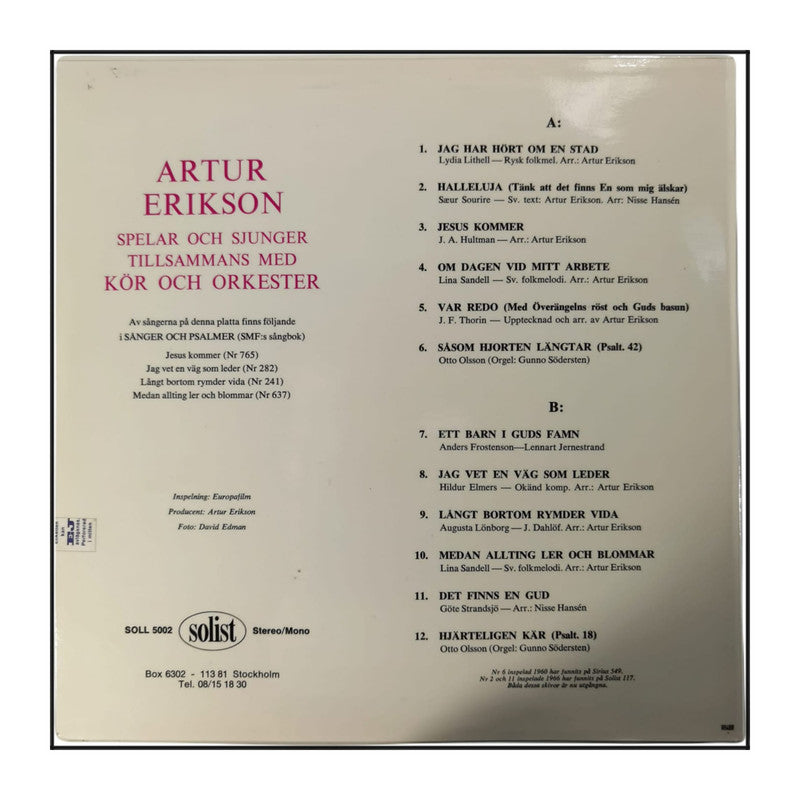 ARTUR
ERIKSON
SPELAR OCH SJUNGER
TILLSAMMANS MED
KÖR OCH ORKESTER
Av sångerna på denna platta finns följande
i SÅNGER OCH PSALMER (SMF:s sångbok)
Jesus kommer (Nr 765)
Jag vet en väg som leder (Nr 282)
Långt bortom rymder vida (Nr 241)
Medan allting ler och blommar (Nr 637)
Inspelning: Europafilm
Producent: Artur Erikson
Foto: David Edman
SOLL 5002 solist Stereo/Mono
Box 6302 - 113 81 Stockholm
Tel. 08/15 18 30
A:
1. JAG HAR HÖRT OM EN STAD
Lydia Lithell — Rysk folkmel. Arr.: Artur Erikson
2. HALLELUJA (Tänk att det finns En som mig älskar)
Sœur Sourire — Sv. text: Artur Erikson. Arr: Nisse Hansén
3. JESUS KOMMER
J. A. Hultman — Arr.: Artur Erikson
4. OM DAGEN VID MITT ARBETE
Lina Sandell — Sv. folkmelodi. Arr.: Artur Erikson
5. VAR REDO (Med Överängelns röst och Guds basun)
J. F. Thorin — Upptecknad och arr. av Artur Erikson
6. SÅSOM HJORTEN LÄNGTAR (Psalt. 42)
Otto Olsson (Orgel: Gunno Södersten)
B:
7. ETT BARN I GUDS FAMN
Anders Frostenson—Lennart Jernestrand
8. JAG VET EN VÄG SOM LEDER
Hildur Elmers — Okänd komp. Arr.: Artur Erikson
9. LÅNGT BORTOM RYMDER VIDA
Augusta Lönborg — J. Dahlöf. Arr.: Artur Erikson
10. MEDAN ALLTING LER OCH BLOMMAR
Lina Sandell — Sv. folkmelodi. Arr.: Artur Erikson
11. DET FINNS EN GUD
Göte Strandsjö — Arr.: Nisse Hansén
12. HJÄRTELIGEN KÄR (Psalt. 18)
Otto Olsson (Orgel: Gunno Södersten)
Nr 6 inspelad 1960 har funnits på Sirius 549.
Nr 2 och 11 inspelade 1966 har funnits på Solist 117.
Båda dessa skivor är nu utgångna.